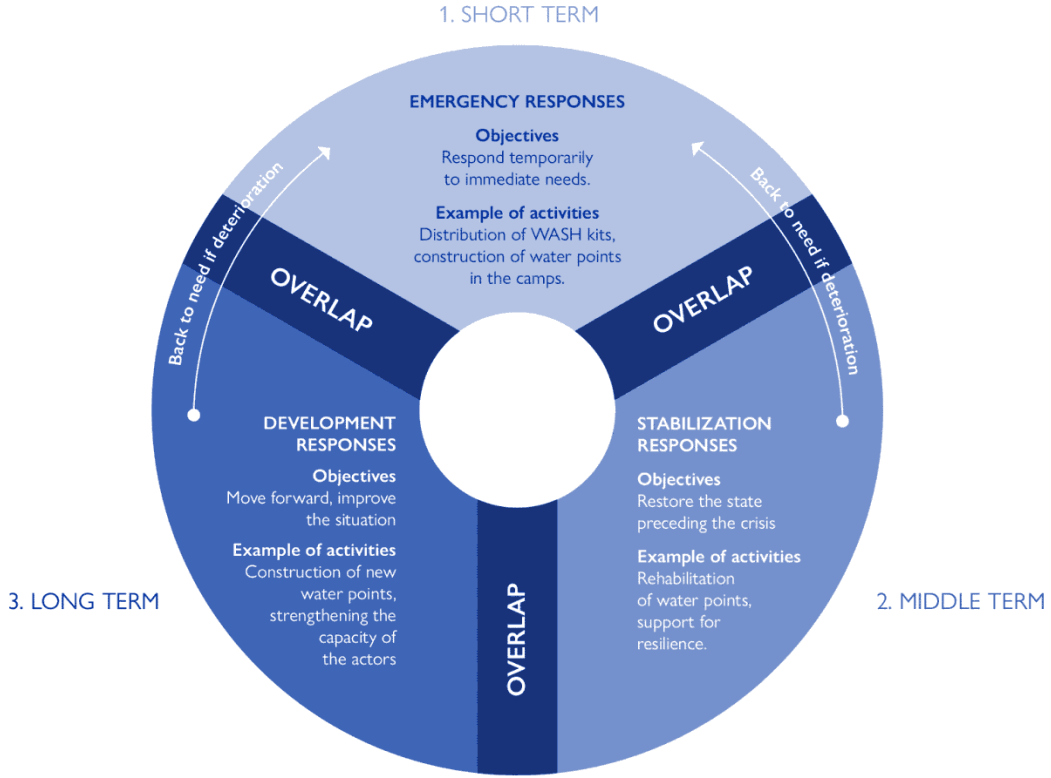 1. SHORT TERM
EMERGENCY RESPONSES
Objectives
Respond temporarily
to immediate needs.
Example of activities
Distribution of WASH kits,
construction of water points
in the camps.
Back to need if deterioration
Back to need if deterioration
OVERLAP
OVERLAP
DEVELOPMENT
RESPONSES
Objectives
Move forward, improve
the situation
Example of activities
Construction of new
water points,
strengthening the
capacity of
the actors
STABILIZATION
RESPONSES
Objectives
Restore the state
preceding the crisis
Example of activities
Rehabilitation
of water points,
support for
resilience.
OVERLAP
3. LONG TERM
2. MIDDLE TERM